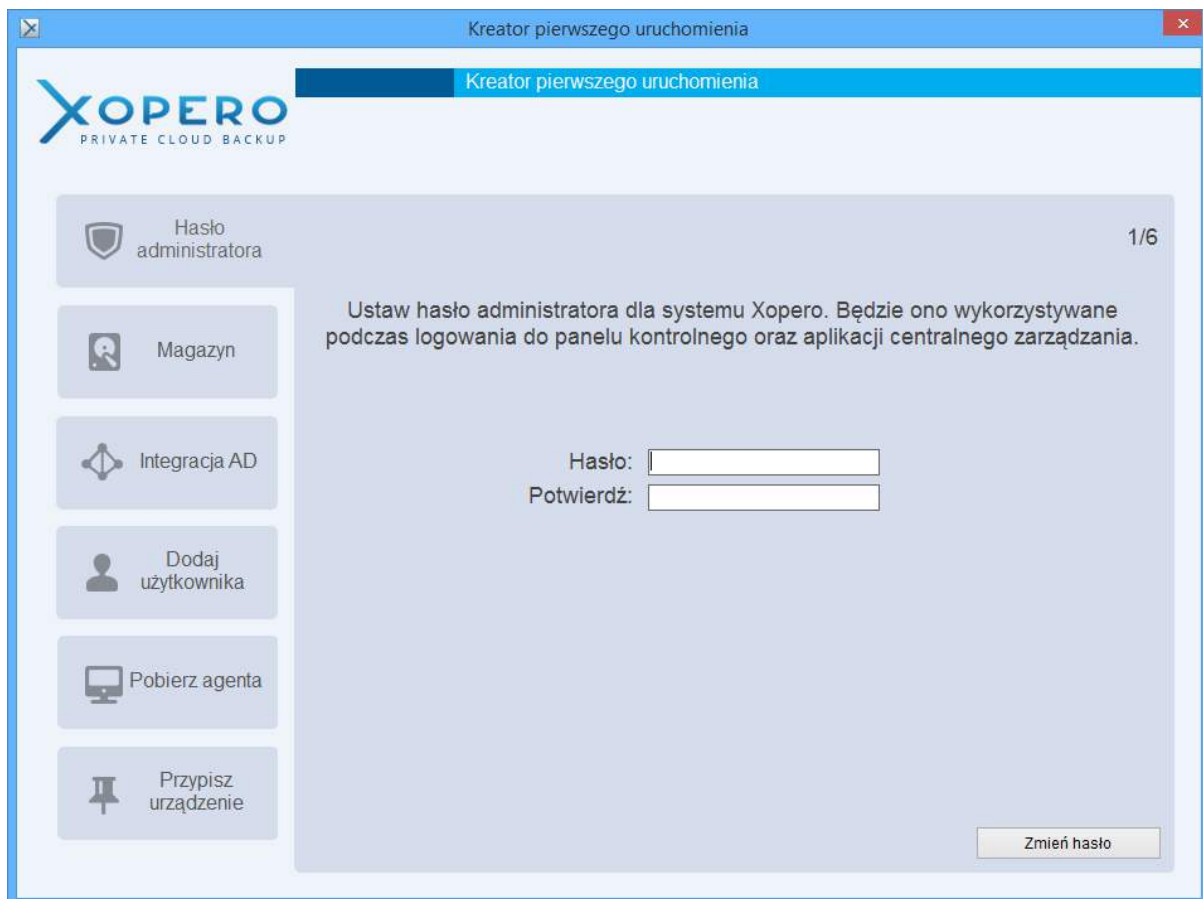 Kreator pierwszego uruchomienia
Kreator pierwszego uruchomienia
XOPERO
PRIVATE CLOUD BACKUP
Hasło
administratora
1/6
Ustaw hasło administratora dla systemu Xopero. Będzie ono wykorzystywane
podczas logowania do panelu kontrolnego oraz aplikacji centralnego zarządzania.
Magazyn
Integracja AD
Hasło:
Potwierdź:
Dodaj
użytkownika
Pobierz agenta
Przypisz
urządzenie
Zmień hasło